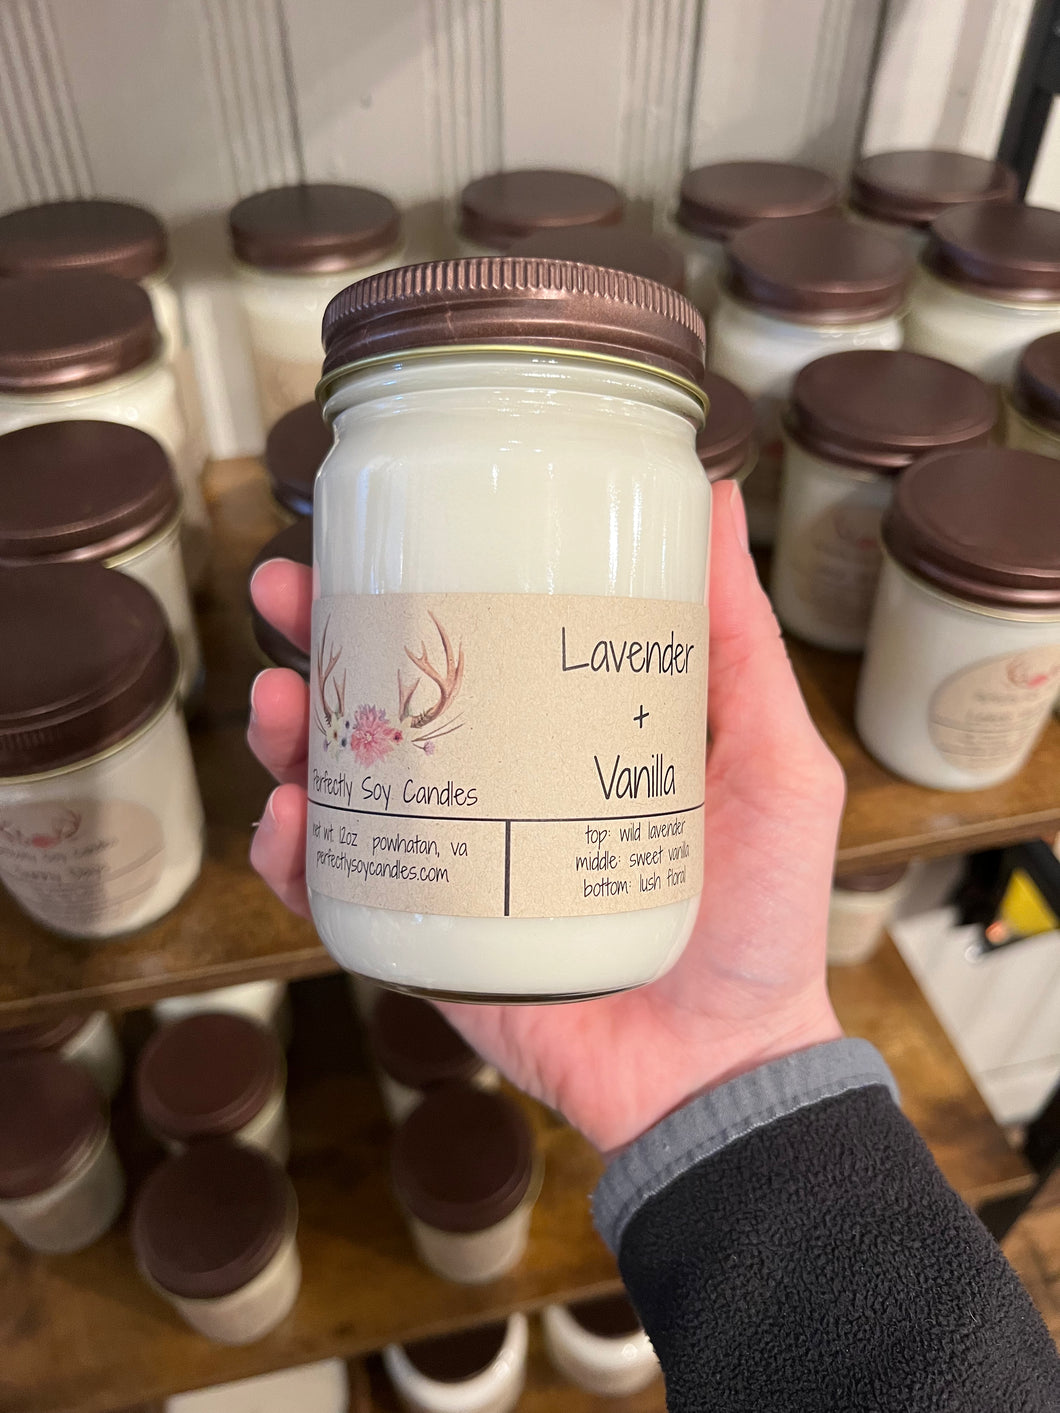 Lavender
+
Vanilla
Perfectly Soy Candles
net wt. 12oz powhatan, va
perfectlysoycandles.com
top: wild lavender
middle: sweet vanilla
bottom: lush floral